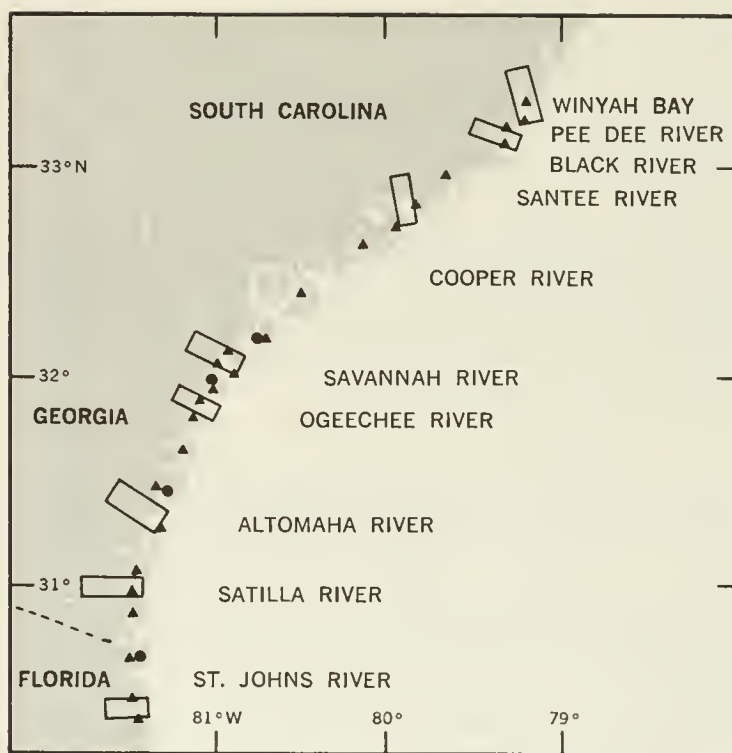 SOUTH CAROLINA
WINYAH BAY
PEE DEE RIVER
33°N
BLACK RIVER
SANTEE RIVER
COOPER RIVER
32°
SAVANNAH RIVER
GEORGIA
OGEECHEE RIVER
ALTOMAHA RIVER
31°
SATILLA RIVER
FLORIDA
ST. JOHNS RIVER
81°W
80°
79°